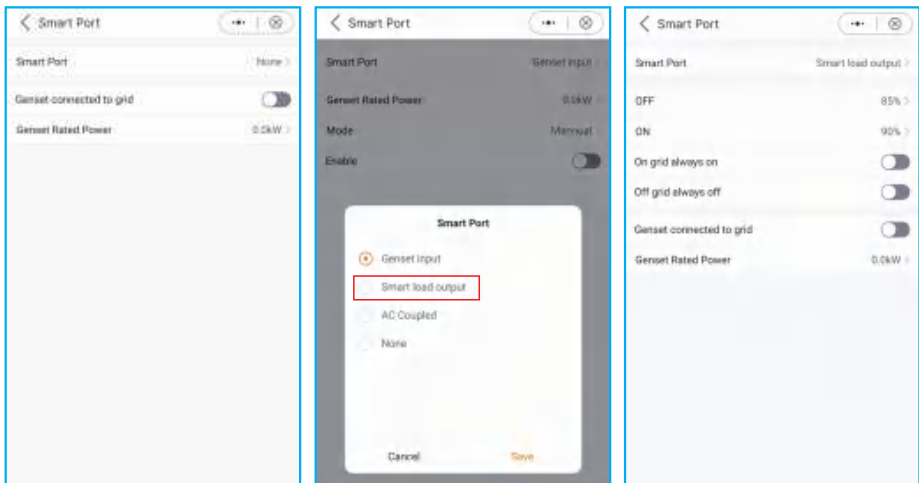 Smart Port
Smart Port None
Genset connected to grid
Genset Rated Power 0.0kW
Smart Port
Smart Port Genset Input
Genset Rated Power 0.0kW
Mode Mannual
Enable
Smart Port
Genset Input
Smart load output
AC Coupled
None
Cancel Save
Smart Port
Smart Port Smart load output
OFF 85%
ON 90%
On grid always on
Off grid always off
Genset connected to grid
Genset Rated Power 0.0kW